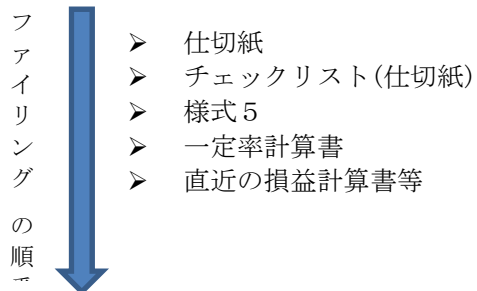 ファイリングの順
仕切紙
チェックリスト(仕切紙)
様式５
一定率計算書
直近の損益計算書等